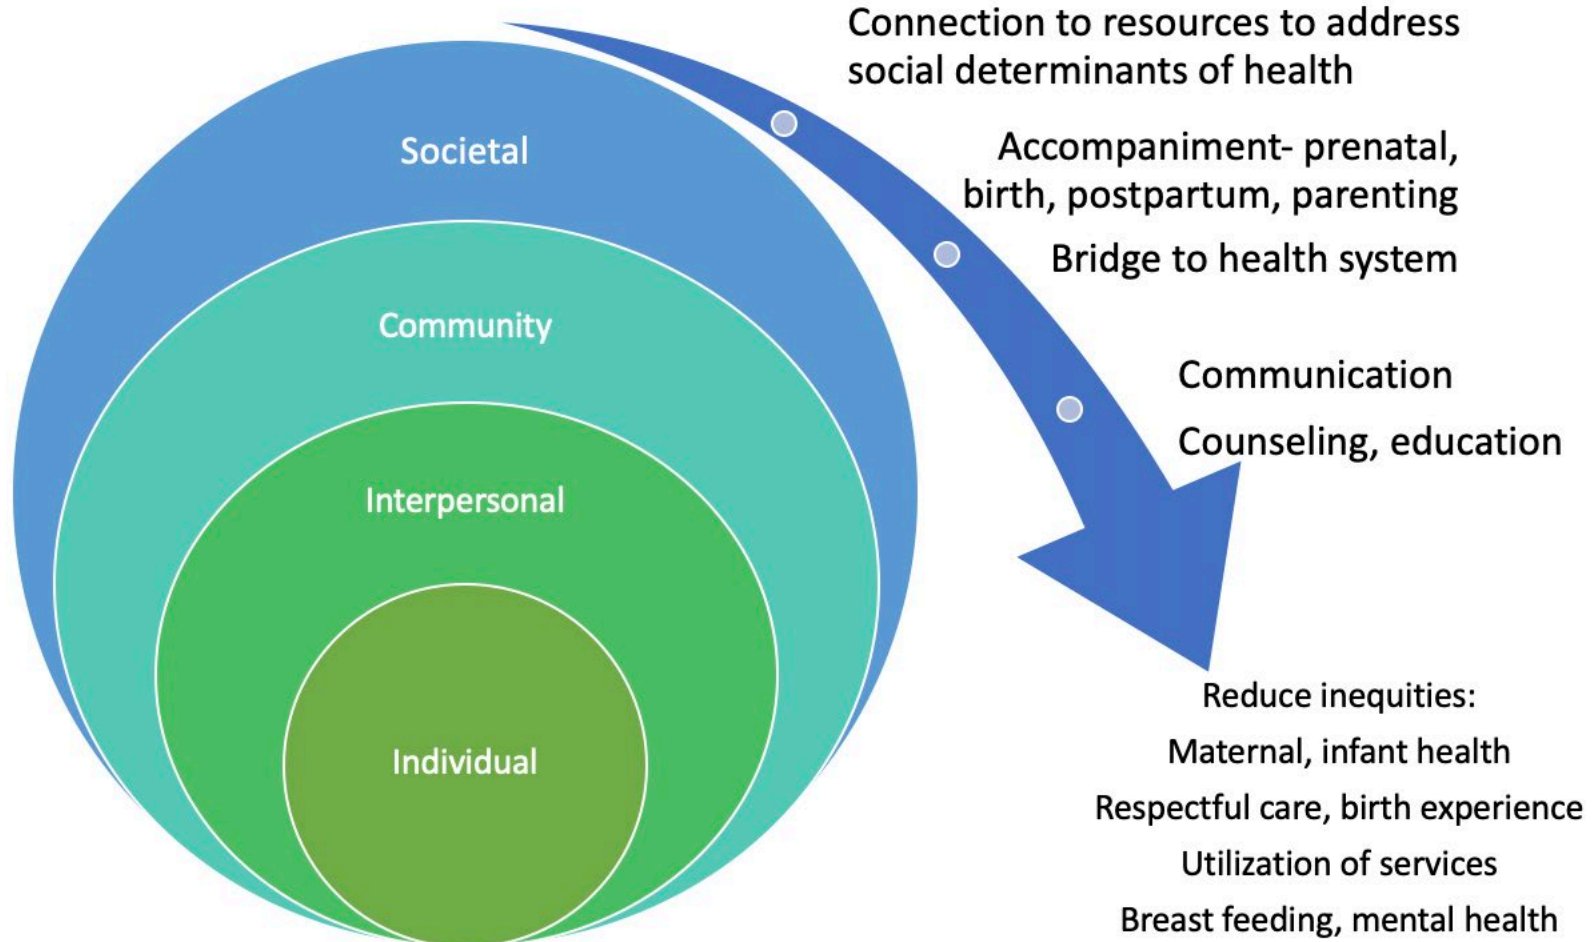 Societal
Community
Interpersonal
Individual
Connection to resources to address
social determinants of health
Accompaniment- prenatal,
birth, postpartum, parenting
Bridge to health system
Communication
Counseling, education
Reduce inequities:
Maternal, infant health
Respectful care, birth experience
Utilization of services
Breast feeding, mental health